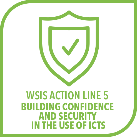 WSIS ACTION LINE 5
BUILDING CONFIDENCE
AND SECURITY
IN THE USE OF ICTS